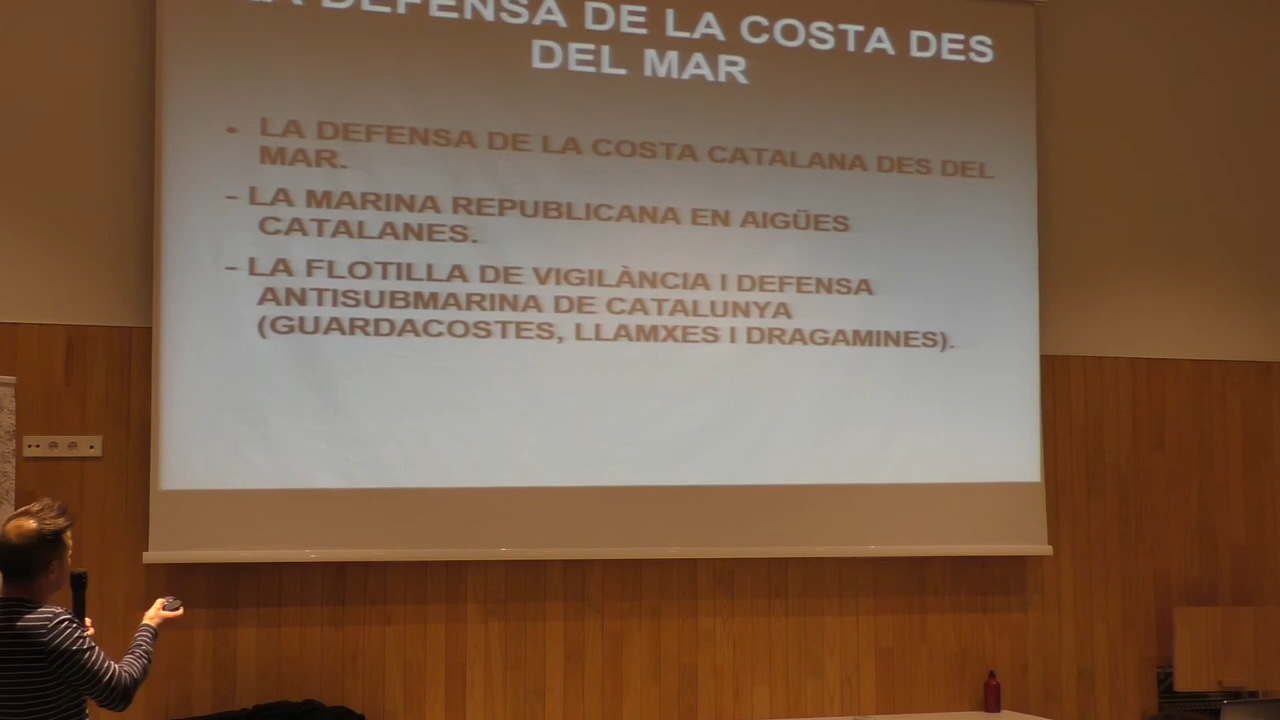 LA DEFENSA DE LA COSTA DES
DEL MAR
• LA DEFENSA DE LA COSTA CATALANA DES DEL
MAR.
- LA MARINA REPUBLICANA EN AIGÜES
CATALANES.
- LA FLOTILLA DE VIGILÀNCIA I DEFENSA
ANTISUBMARINA DE CATALUNYA
(GUARDACOSTES, LLAMXES I DRAGAMINES).